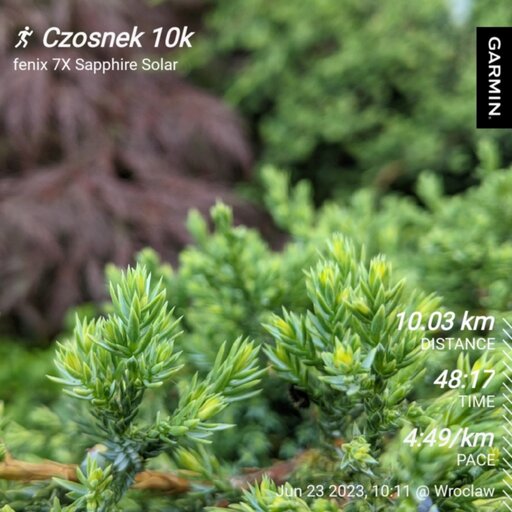 Czosnek 10k
fenix 7X Sapphire Solar
GARMIN.
10.03 km
DISTANCE
48:17
TIME
4:49/km
PACE
Jun 23 2023, 10:11 @ Wroclaw